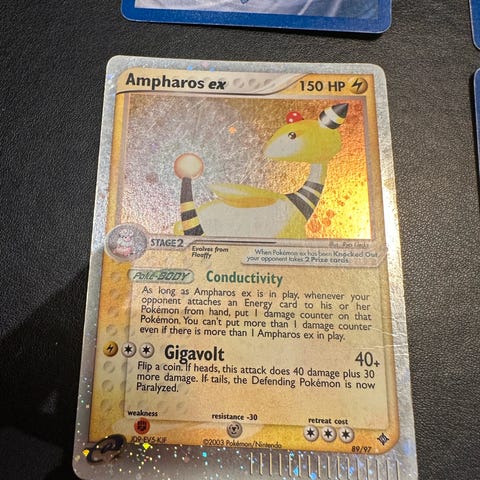 Ampharos ex 150 HP
STAGE 2
Evolves from
Flaaffy
When Pokémon ex has been Knocked Out
your opponent takes 2 Prize cards.
Poké-BODY Conductivity
As long as Ampharos ex is in play, whenever your
opponent attaches an Energy card to his or her
Pokémon from hand, put 1 damage counter on that
Pokémon. You can't put more than 1 damage counter
even if there is more than 1 Ampharos ex in play.
Gigavolt 40+
Flip a coin. If heads, this attack does 40 damage plus 30
more damage. If tails, the Defending Pokémon is now
Paralyzed.
weakness resistance -30 retreat cost
©2003 Pokémon/Nintendo 89/97